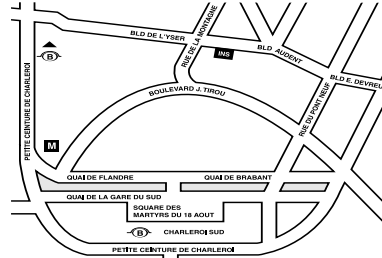 BLD DE L'YSER
RUE DE LA MONTAGNE
INS
BLD AUDENT
BLD E. DEVREU
B
PETITE CEINTURE DE CHARLEROI
BOULEVARD J. TIROU
RUE DU PONT NEUF
M
QUAI DE FLANDRE
QUAI DE BRABANT
QUAI DE LA GARE DU SUD
SQUARE DES
MARTYRS DU 18 AOUT
B
CHARLEROI SUD
PETITE CEINTURE DE CHARLEROI